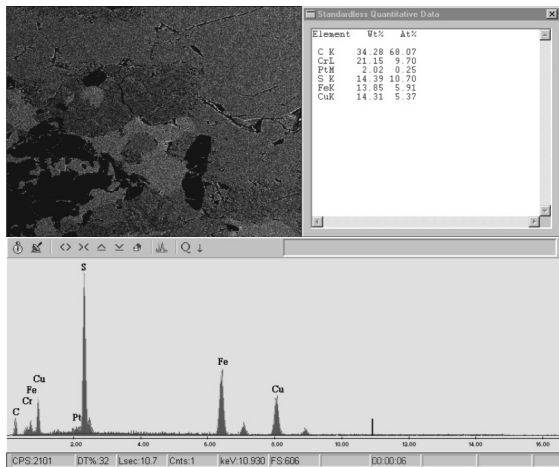 Standardless Quantitative Data
Element Wt% At%
C K 34.28 68.07
CrL 21.15 9.70
PtM 2.02 0.25
S K 14.39 10.70
FeK 13.85 5.91
CuK 14.31 5.37
S
Fe
Cu
Fe
Cu
Cr
C
Pt
2.00 4.00 6.00 8.00 10.00 12.00 14.00 16.00
CPS:2101 DT%:32 Lsec:10.7 Cnts:1 keV:10.930 FS:606 00:00:06